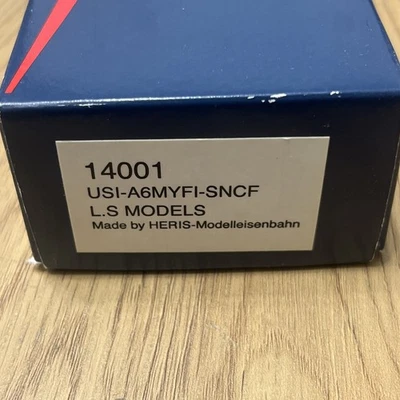 14001
USI-A6MYFI-SNCF
L.S MODELS
Made by HERIS-Modelleisenbahn